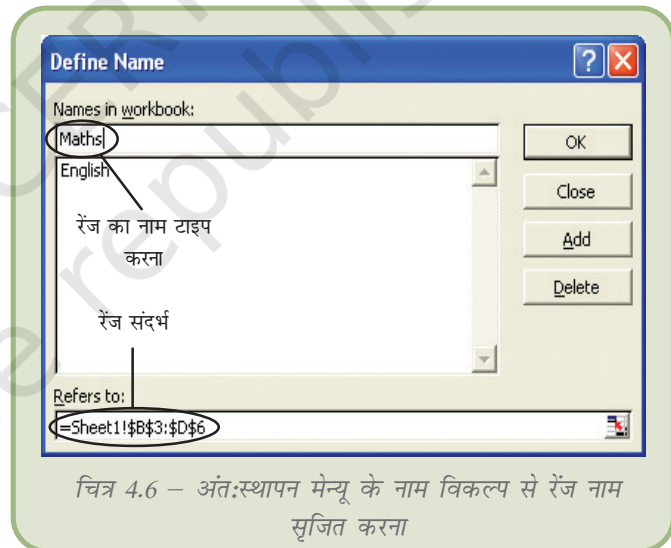 Define Name
Names in workbook:
Maths
OK
English
Close
रेंज का नाम टाइप
करना
Add
Delete
रेंज संदर्भ
Refers to:
=Sheet1!$B$3:$D$6
चित्र 4.6 – अंत:स्थापन मेन्यू के नाम विकल्प से रेंज नाम
सृजित करना